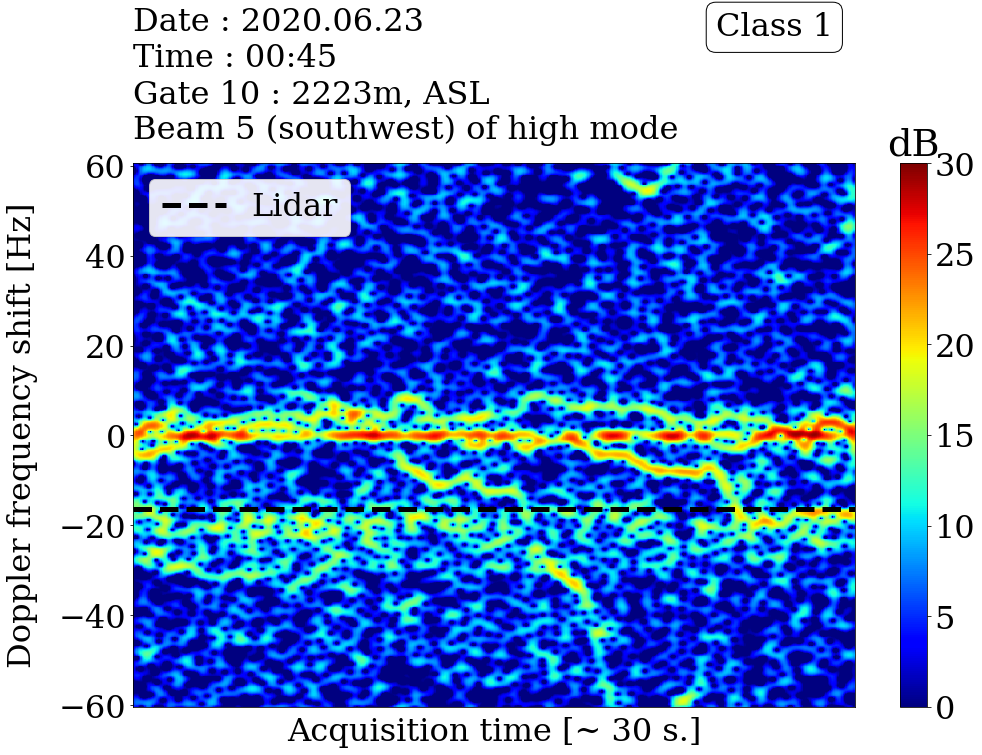 Date : 2020.06.23
Time : 00:45
Gate 10 : 2223m, ASL
Beam 5 (southwest) of high mode
Class 1
dB
Lidar
Doppler frequency shift [Hz]
60
40
20
0
−20
−40
−60
30
25
20
15
10
5
0
Acquisition time [~ 30 s.]